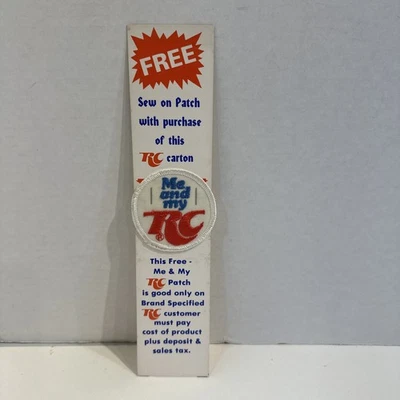 FREE
Sew on Patch
with purchase
of this
RC carton
Me
and
my
RC
This Free -
Me & My
RC Patch
is good only on
Brand Specified
RC customer
must pay
cost of product
plus deposit &
sales tax.